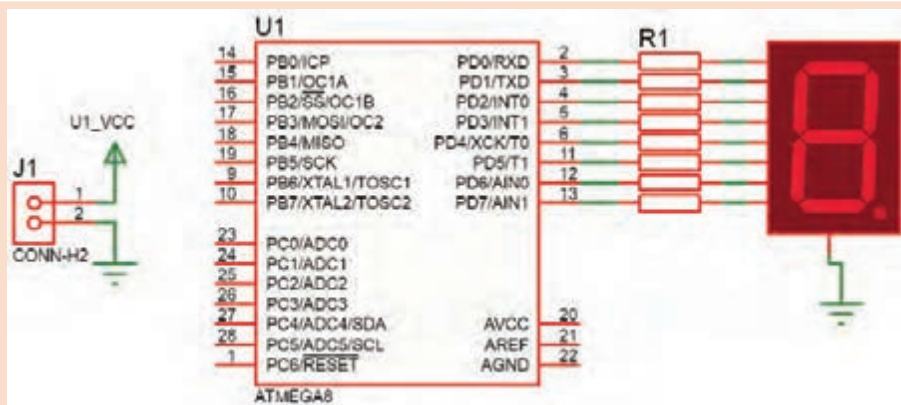 U1
R1
14 PB0/ICP PD0/RXD 2
15 PB1/OC1A PD1/TXD 3
16 PB2/SS/OC1B PD2/INT0 4
17 PB3/MOSI/OC2 PD3/INT1 5
18 PB4/MISO PD4/XCK/T0 6
19 PB5/SCK PD5/T1 11
9 PB6/XTAL1/TOSC1 PD6/AIN0 12
10 PB7/XTAL2/TOSC2 PD7/AIN1 13
U1_VCC
J1
1
2
CONN-H2
23 PC0/ADC0
24 PC1/ADC1
25 PC2/ADC2
26 PC3/ADC3
27 PC4/ADC4/SDA AVCC 20
28 PC5/ADC5/SCL AREF 21
1 PC6/RESET AGND 22
ATMEGA8